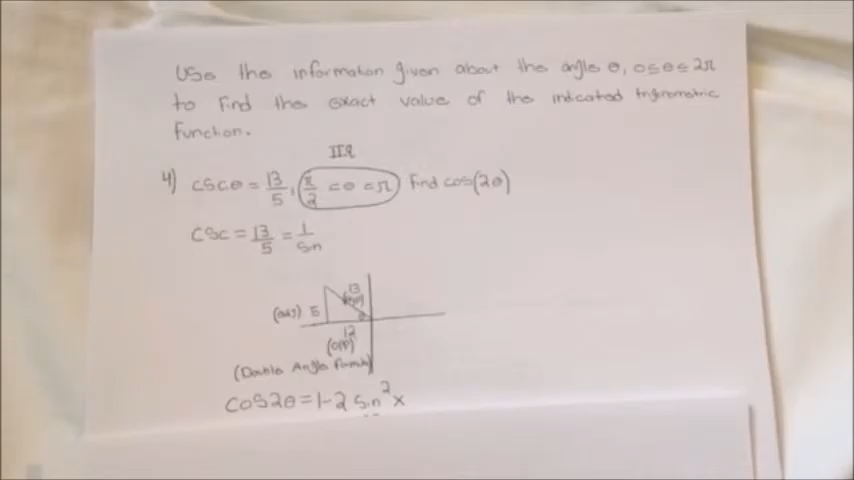 Use the information given about the angle θ, 0≤θ≤2π
to find the exact value of the indicated trigonometric
function.
II Q
4) cscθ = 13/5, π/2 <θ <π find cos(2θ)
csc = 13/5 = 1/sin
13
(adj) 5
θ
12
(opp)
(Double Angle Formula)
cos2θ = 1-2 sin²x